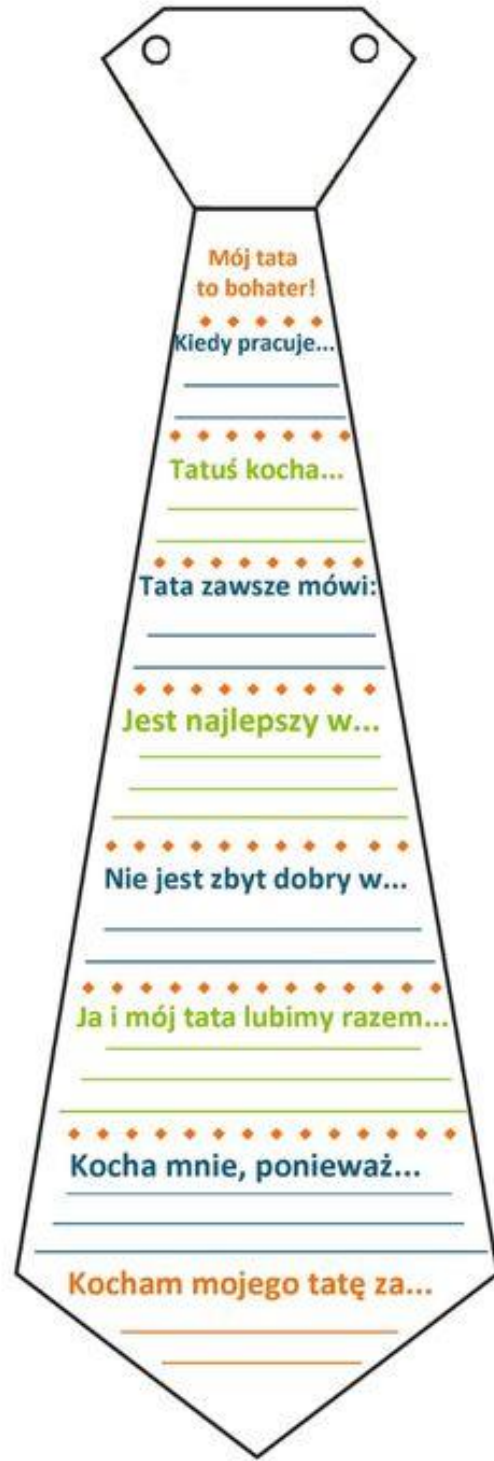 Mój tata
to bohater!
Kiedy pracuje...
Tatuś kocha...
Tata zawsze mówi:
Jest najlepszy w...
Nie jest zbyt dobry w...
Ja i mój tata lubimy razem...
Kocha mnie, ponieważ...
Kocham mojego tatę za...